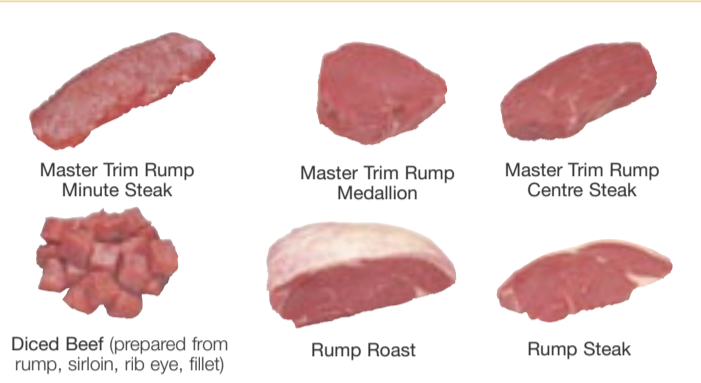 Master Trim Rump
Minute Steak
Master Trim Rump
Medallion
Master Trim Rump
Centre Steak
Diced Beef (prepared from
rump, sirloin, rib eye, fillet)
Rump Roast
Rump Steak